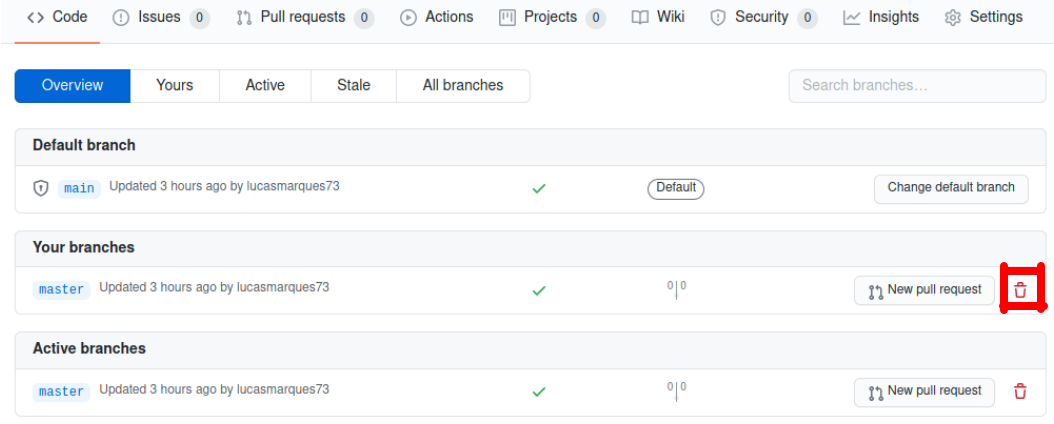 <> Code Issues 0 Pull requests 0 Actions Projects 0 Wiki Security 0 Insights Settings
Overview Yours Active Stale All branches Search branches...
Default branch
main Updated 3 hours ago by lucasmarques73 Default Change default branch
Your branches
master Updated 3 hours ago by lucasmarques73 0|0 New pull request
Active branches
master Updated 3 hours ago by lucasmarques73 0|0 New pull request